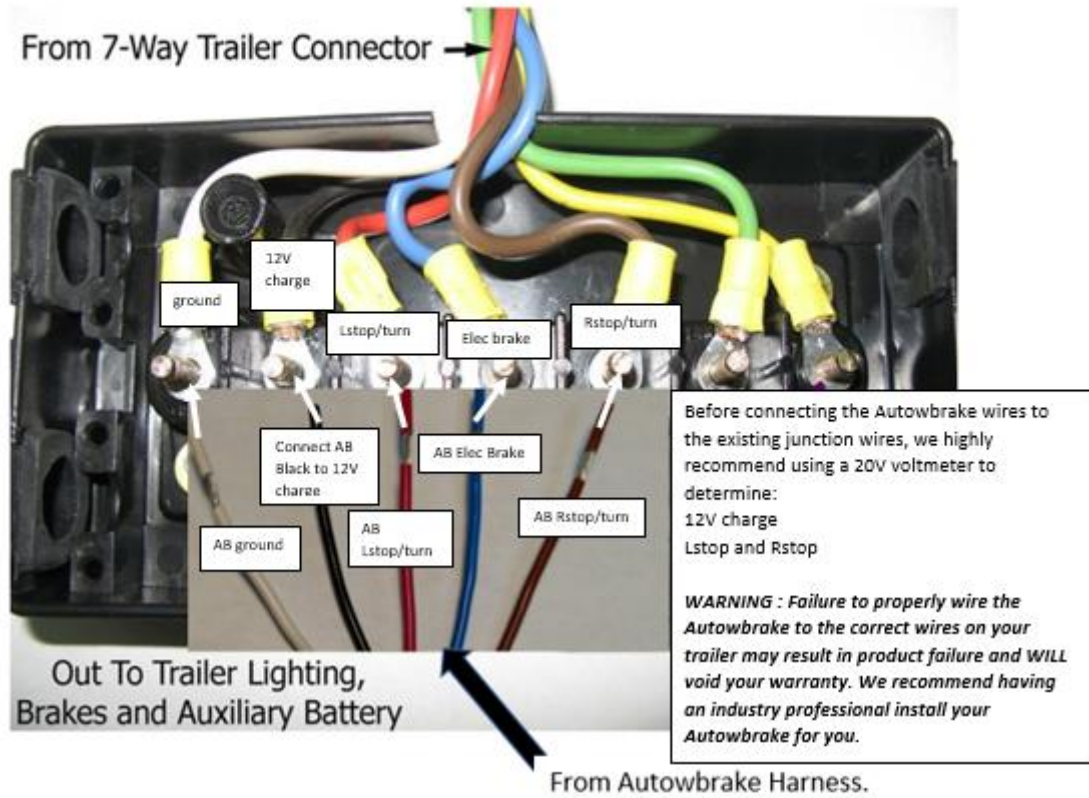 From 7-Way Trailer Connector
12V
charge
ground
Lstop/turn
Elec brake
Rstop/turn
Connect AB
Black to 12V
charge
AB Elec Brake
AB ground
AB
Lstop/turn
AB Rstop/turn
Before connecting the Autowbrake wires to
the existing junction wires, we highly
recommend using a 20V voltmeter to
determine:
12V charge
Lstop and Rstop
WARNING : Failure to properly wire the
Autowbrake to the correct wires on your
trailer may result in product failure and WILL
void your warranty. We recommend having
an industry professional install your
Autowbrake for you.
Out To Trailer Lighting,
Brakes and Auxiliary Battery
From Autowbrake Harness.